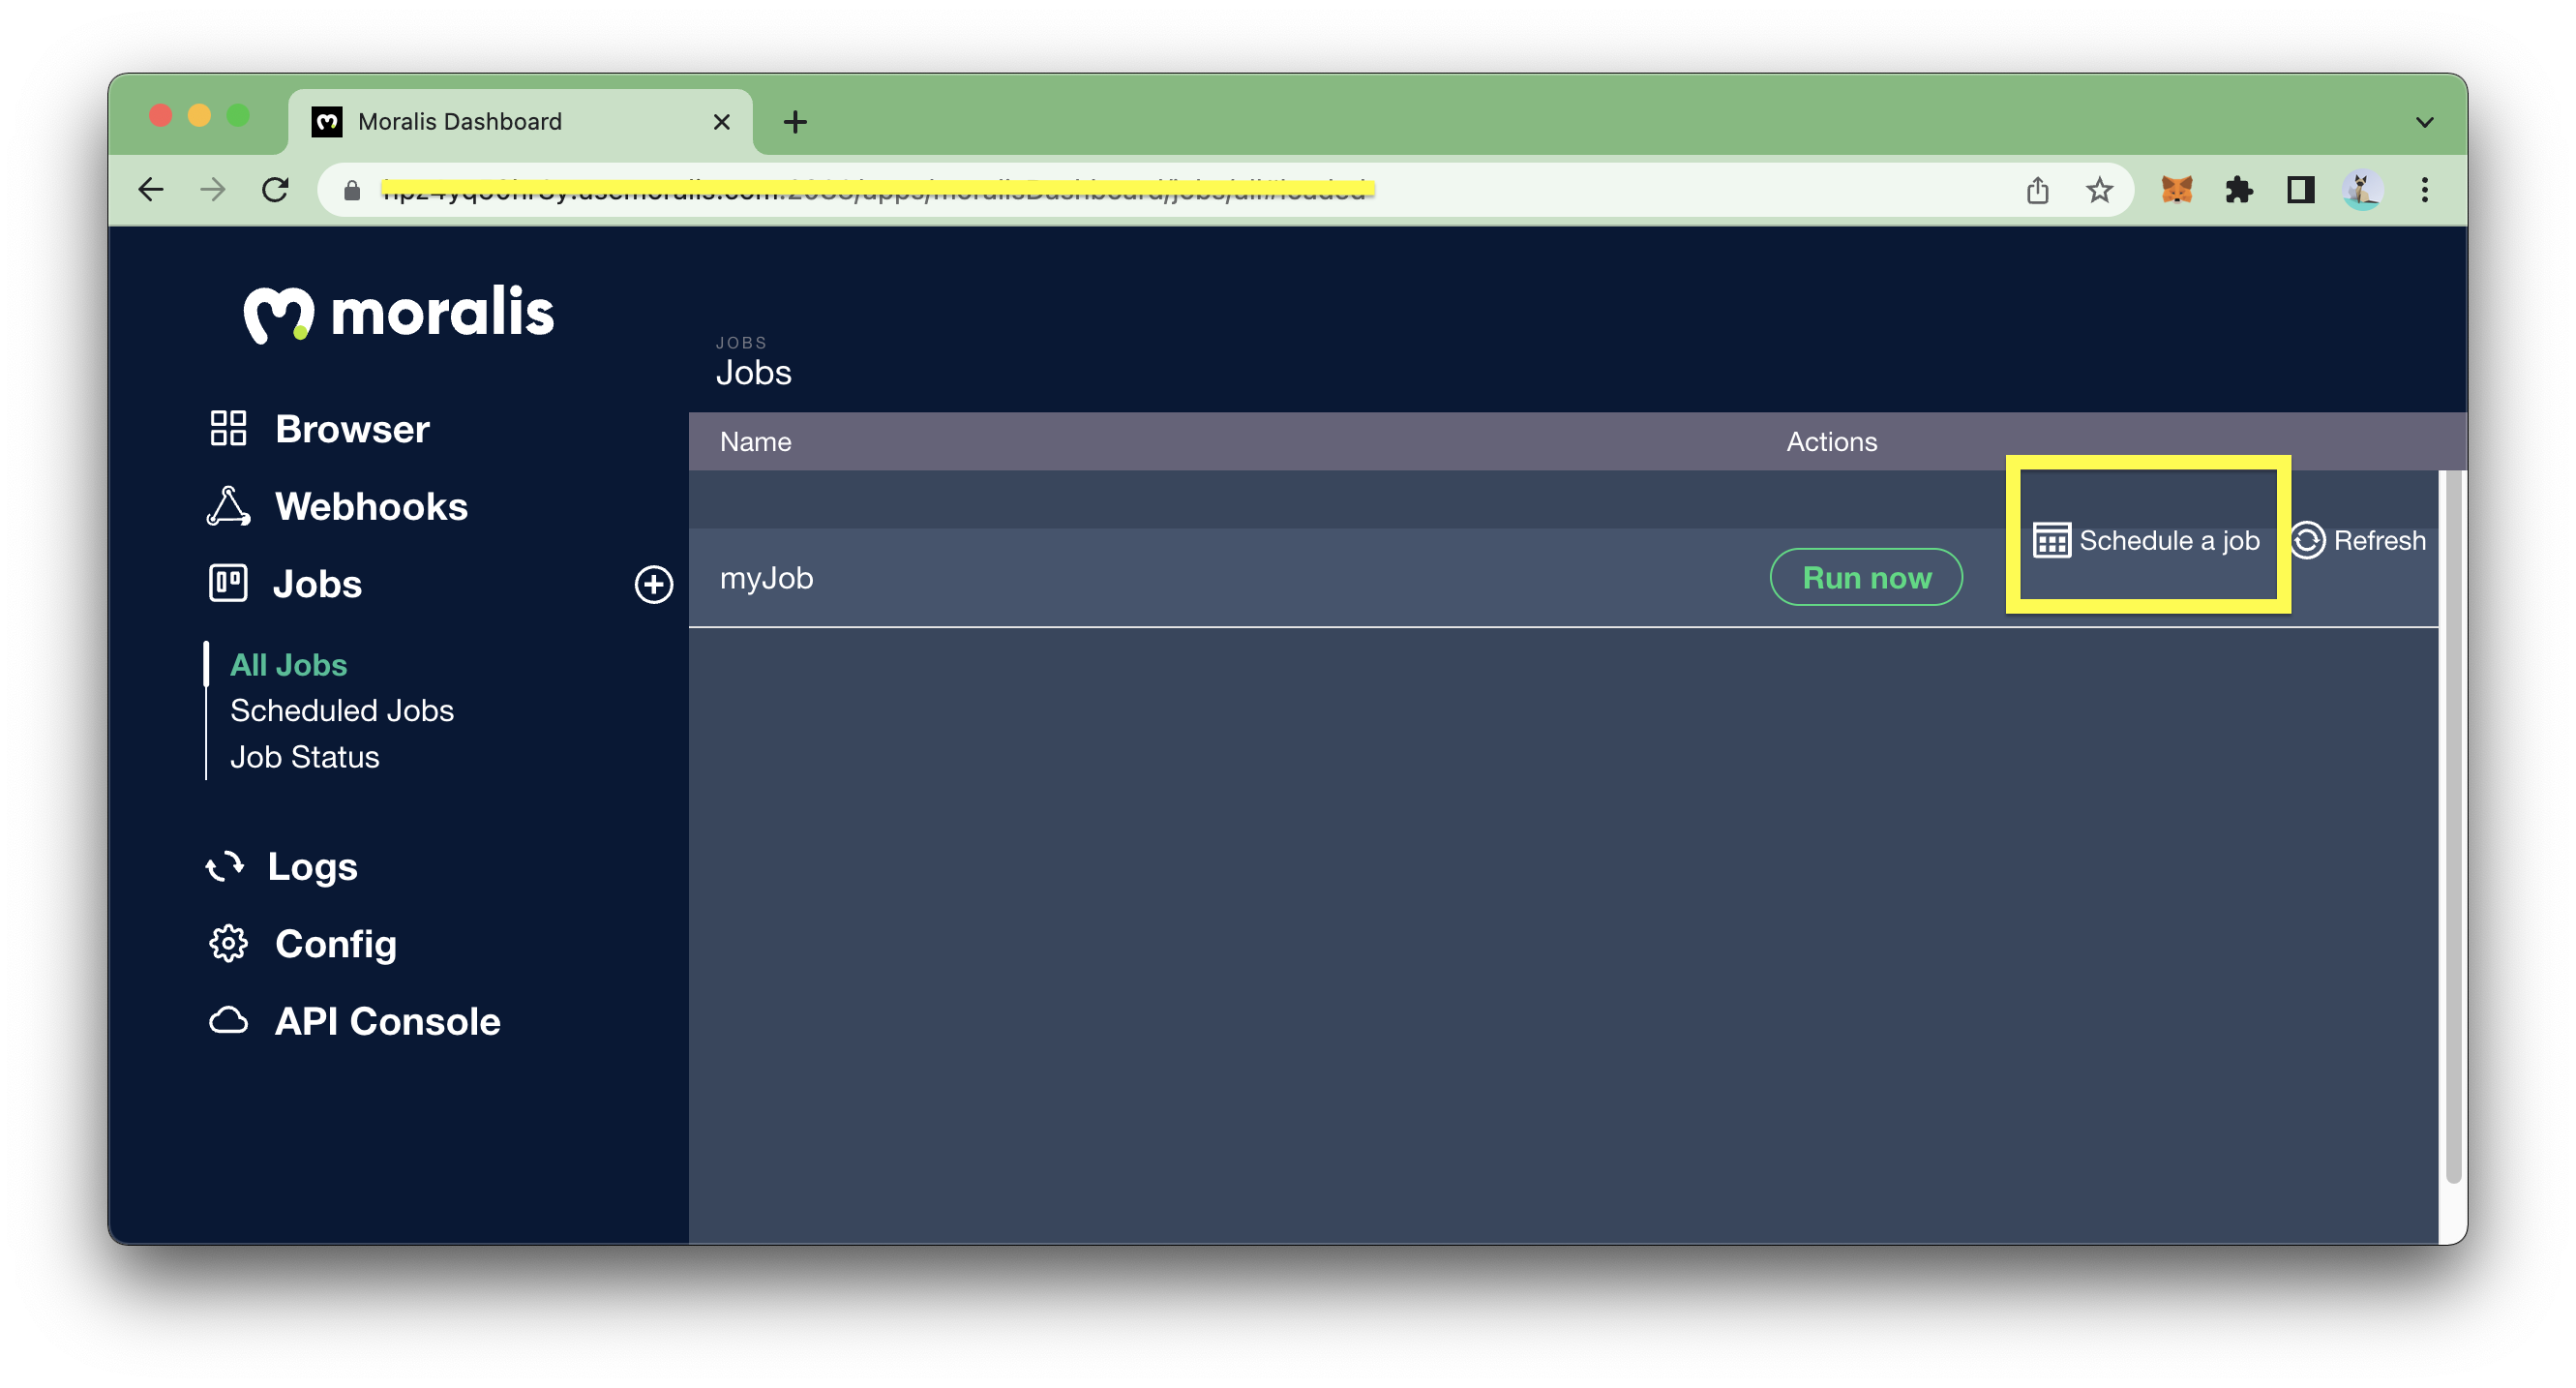 Moralis Dashboard
moralis
JOBS
Jobs
Browser
Name
Actions
Webhooks
Schedule a job
Refresh
Jobs
myJob
Run now
All Jobs
Scheduled Jobs
Job Status
Logs
Config
API Console